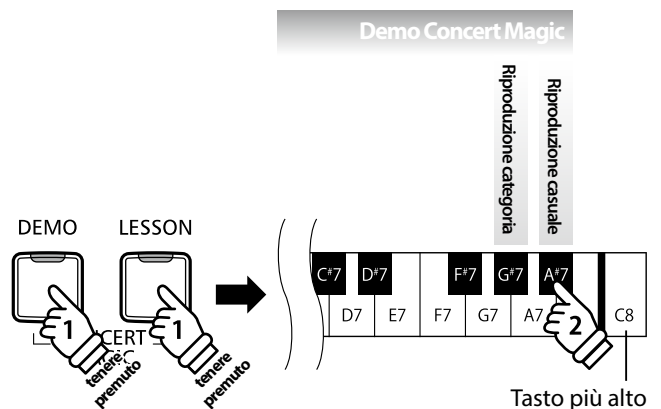 Demo Concert Magic
Riproduzione categoria
Riproduzione casuale
DEMO
LESSON
C#7
D#7
F#7
G#7
A#7
D7
E7
F7
G7
A7
C8
1
1
2
tenere
premuto
tenere
premuto
Tasto più alto